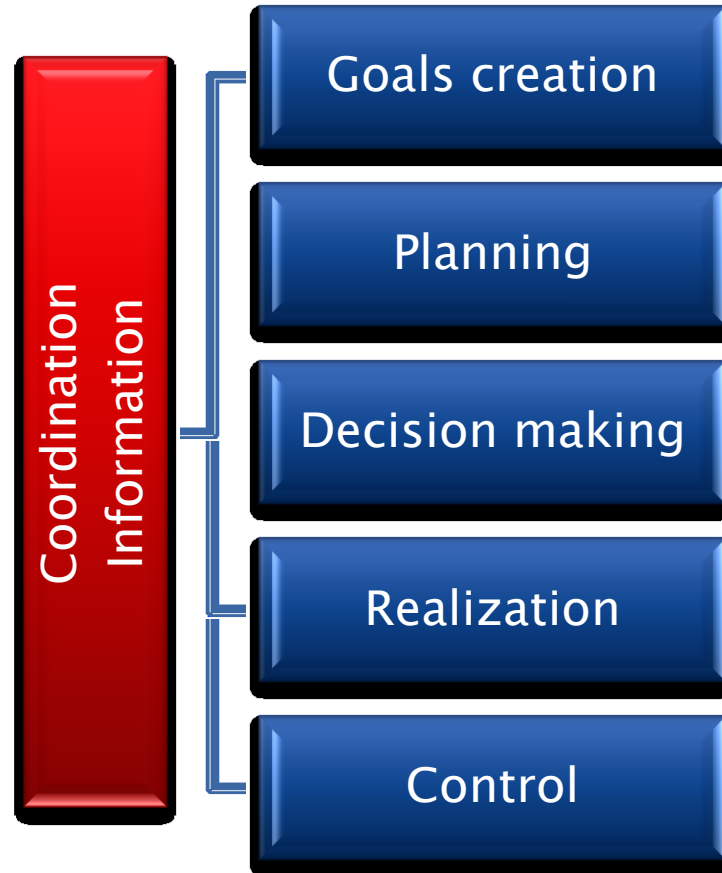 Coordination
Information
Goals creation
Planning
Decision making
Realization
Control